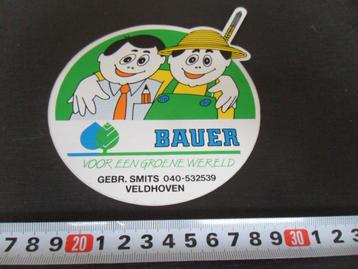 BAUER
VOOR EEN GROENE WERELD
GEBR. SMITS 040-532539
VELDHOVEN
7 8 9 20 1 2 3 4 5 6 7 8 9 30 1 2 3